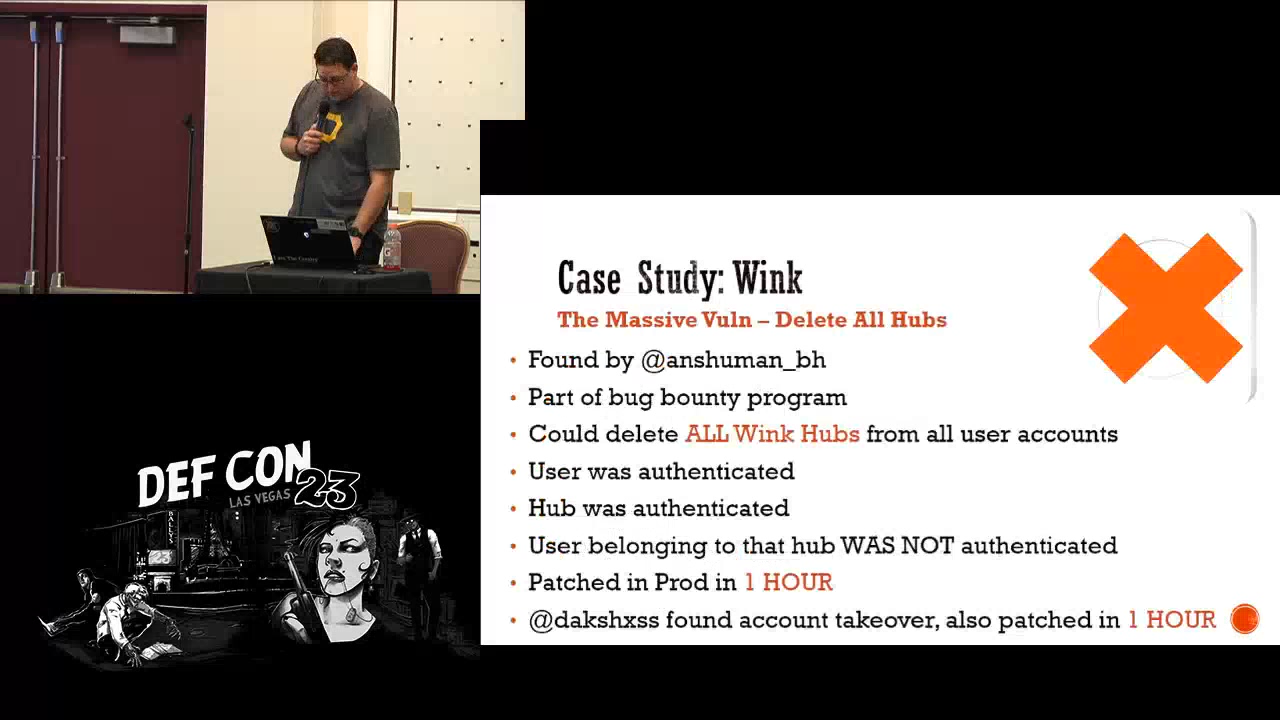 Case Study: Wink
The Massive Vuln – Delete All Hubs
• Found by @anshuman_bh
• Part of bug bounty program
• Could delete ALL Wink Hubs from all user accounts
• User was authenticated
• Hub was authenticated
• User belonging to that hub WAS NOT authenticated
• Patched in Prod in 1 HOUR
• @dakshxss found account takeover, also patched in 1 HOUR
DEF CON
LAS VEGAS 23
BALLY'S
23